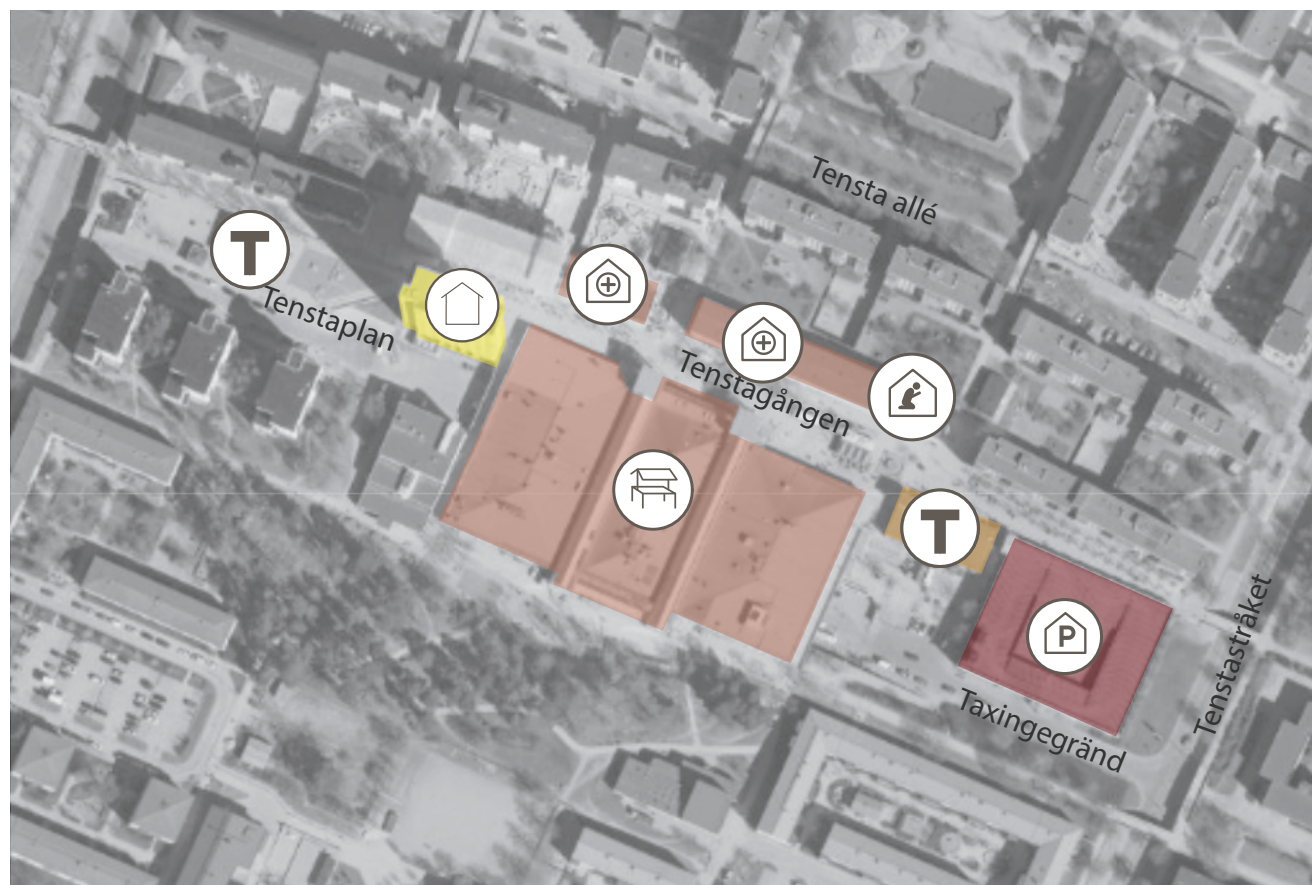 Tensta allé
T
Tenstaplan
Tenstagången
T
P
Tenstastråket
Taxingegränd